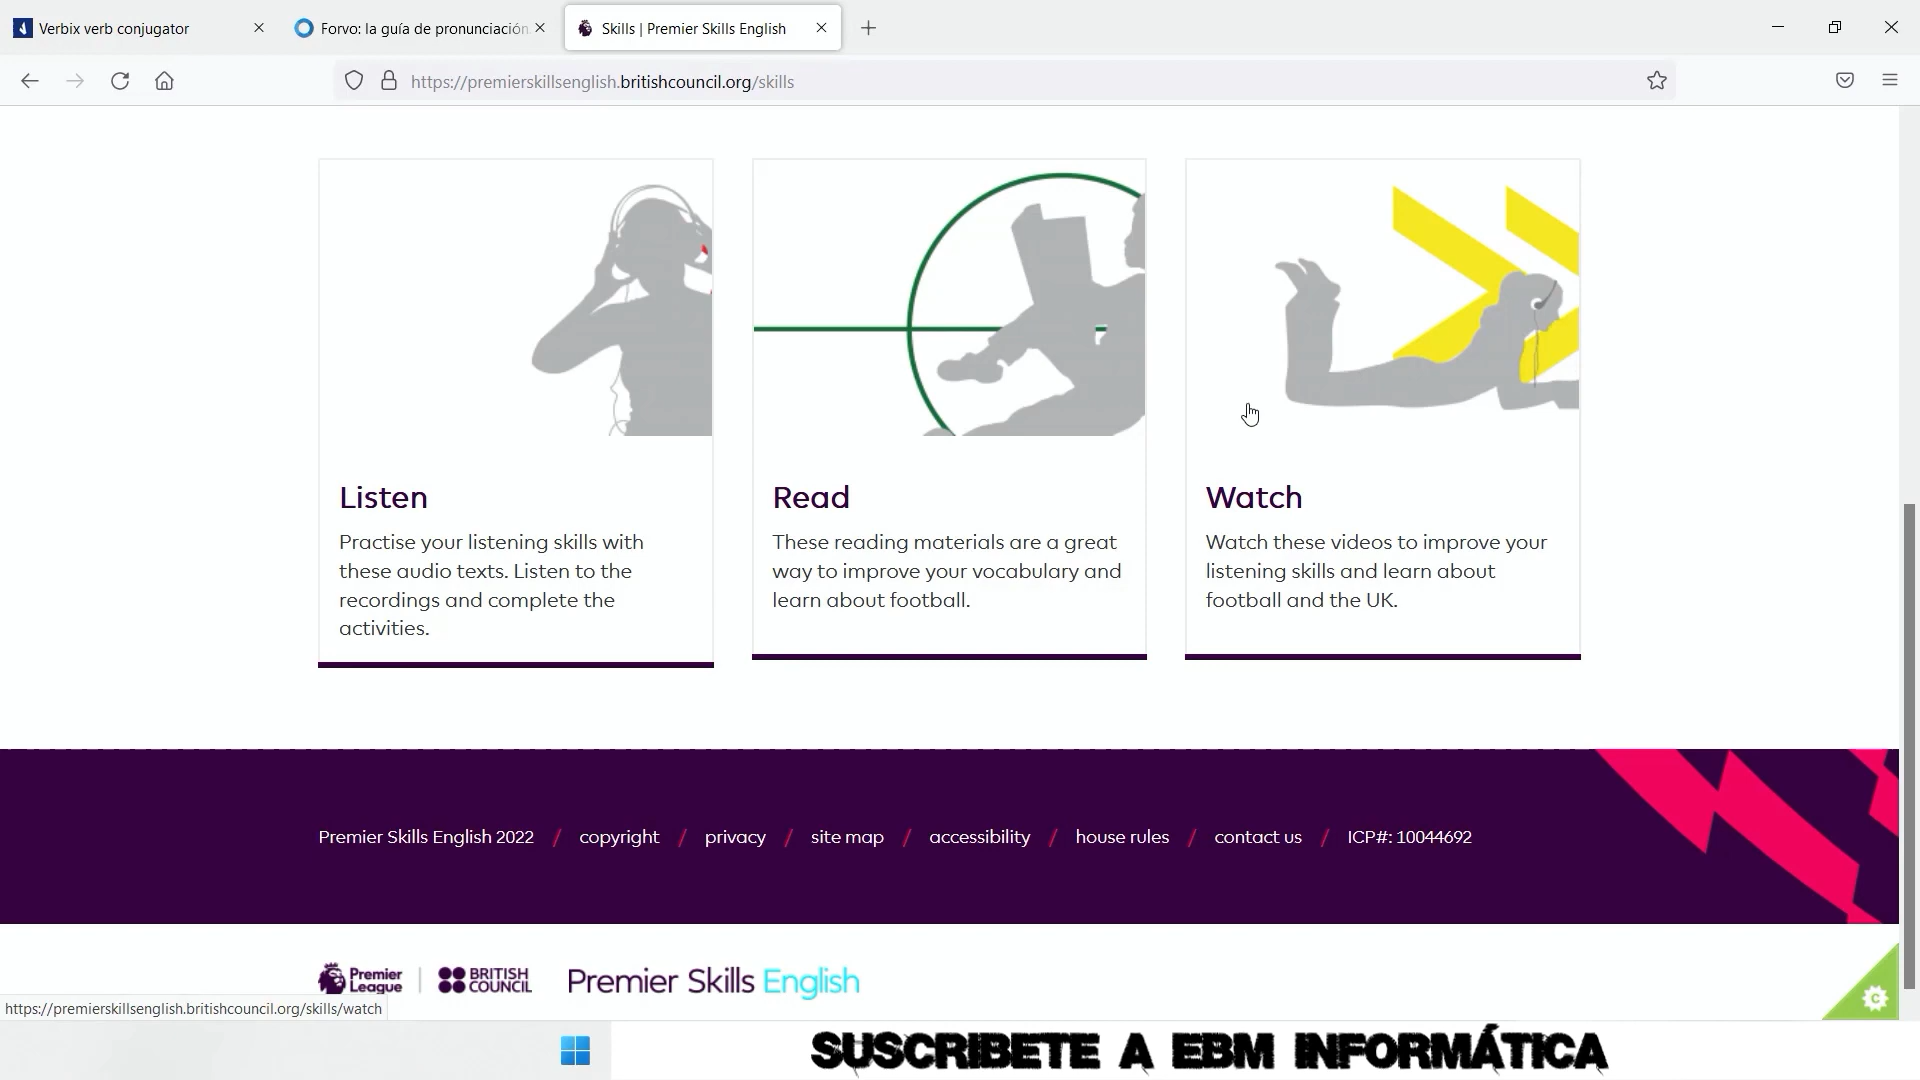 Verbix verb conjugator
Forvo: la guía de pronunciación
Skills | Premier Skills English
https://premierskillsenglish.britishcouncil.org/skills
Listen
Practise your listening skills with
these audio texts. Listen to the
recordings and complete the
activities.
Read
These reading materials are a great
way to improve your vocabulary and
learn about football.
Watch
Watch these videos to improve your
listening skills and learn about
football and the UK.
Premier Skills English 2022 / copyright / privacy / site map / accessibility / house rules / contact us / ICP#: 10044692
Premier
League
BRITISH
COUNCIL
Premier Skills English
C
https://premierskillsenglish.britishcouncil.org/skills/watch
SUSCRIBETE A EBM INFORMÁTICA